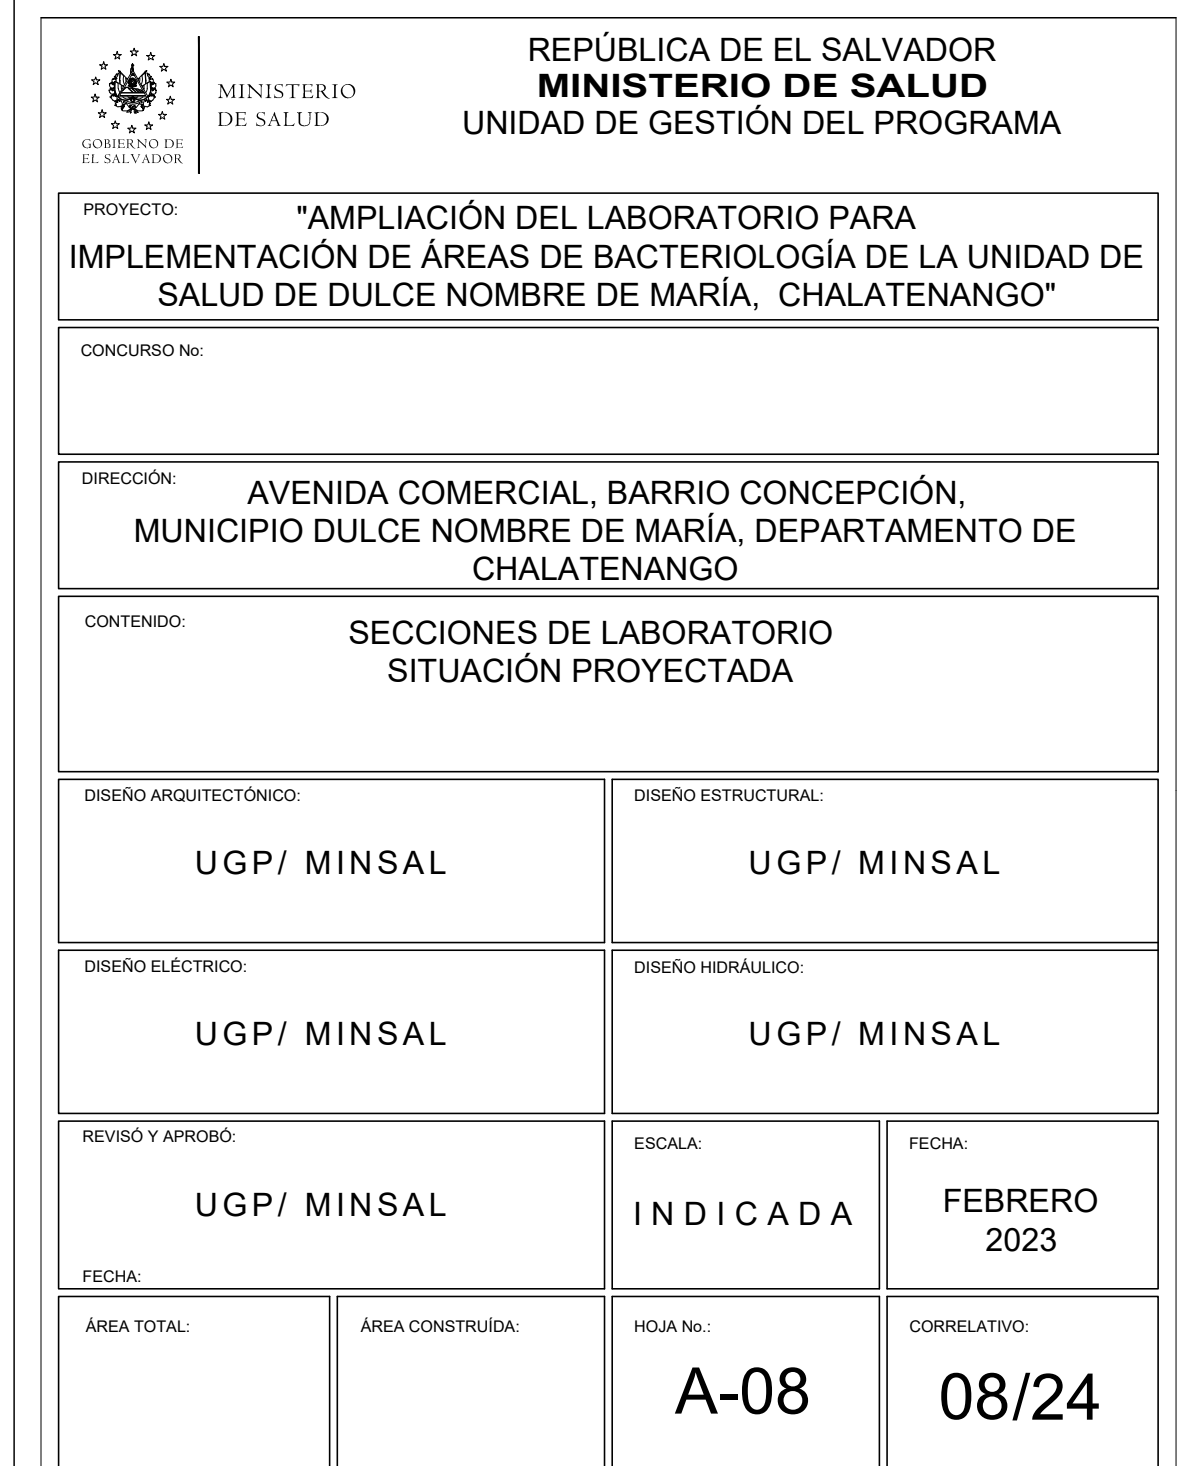 GOBIERNO DE
EL SALVADOR
MINISTERIO
DE SALUD
REPÚBLICA DE EL SALVADOR
MINISTERIO DE SALUD
UNIDAD DE GESTIÓN DEL PROGRAMA
PROYECTO:
"AMPLIACIÓN DEL LABORATORIO PARA
IMPLEMENTACIÓN DE ÁREAS DE BACTERIOLOGÍA DE LA UNIDAD DE
SALUD DE DULCE NOMBRE DE MARÍA, CHALATENANGO"
CONCURSO No:
DIRECCIÓN:
AVENIDA COMERCIAL, BARRIO CONCEPCIÓN,
MUNICIPIO DULCE NOMBRE DE MARÍA, DEPARTAMENTO DE
CHALATENANGO
CONTENIDO:
SECCIONES DE LABORATORIO
SITUACIÓN PROYECTADA
DISEÑO ARQUITECTÓNICO:
UGP/ MINSAL
DISEÑO ESTRUCTURAL:
UGP/ MINSAL
DISEÑO ELÉCTRICO:
UGP/ MINSAL
DISEÑO HIDRÁULICO:
UGP/ MINSAL
REVISÓ Y APROBÓ:
UGP/ MINSAL
FECHA:
ESCALA:
INDICADA
FECHA:
FEBRERO
2023
ÁREA TOTAL:
ÁREA CONSTRUÍDA:
HOJA No.:
A-08
CORRELATIVO:
08/24